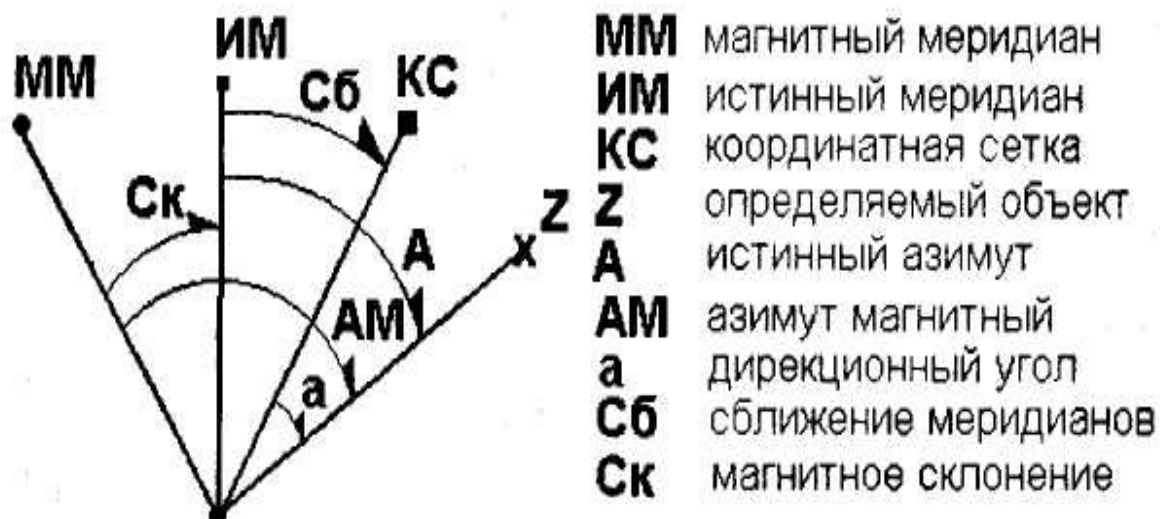 ММ
ИМ
Сб
КС
Ск
Z
х
А
АМ
а
ММ магнитный меридиан
ИМ истинный меридиан
КС координатная сетка
Z определяемый объект
А истинный азимут
АМ азимут магнитный
а дирекционный угол
Сб сближение меридианов
Ск магнитное склонение